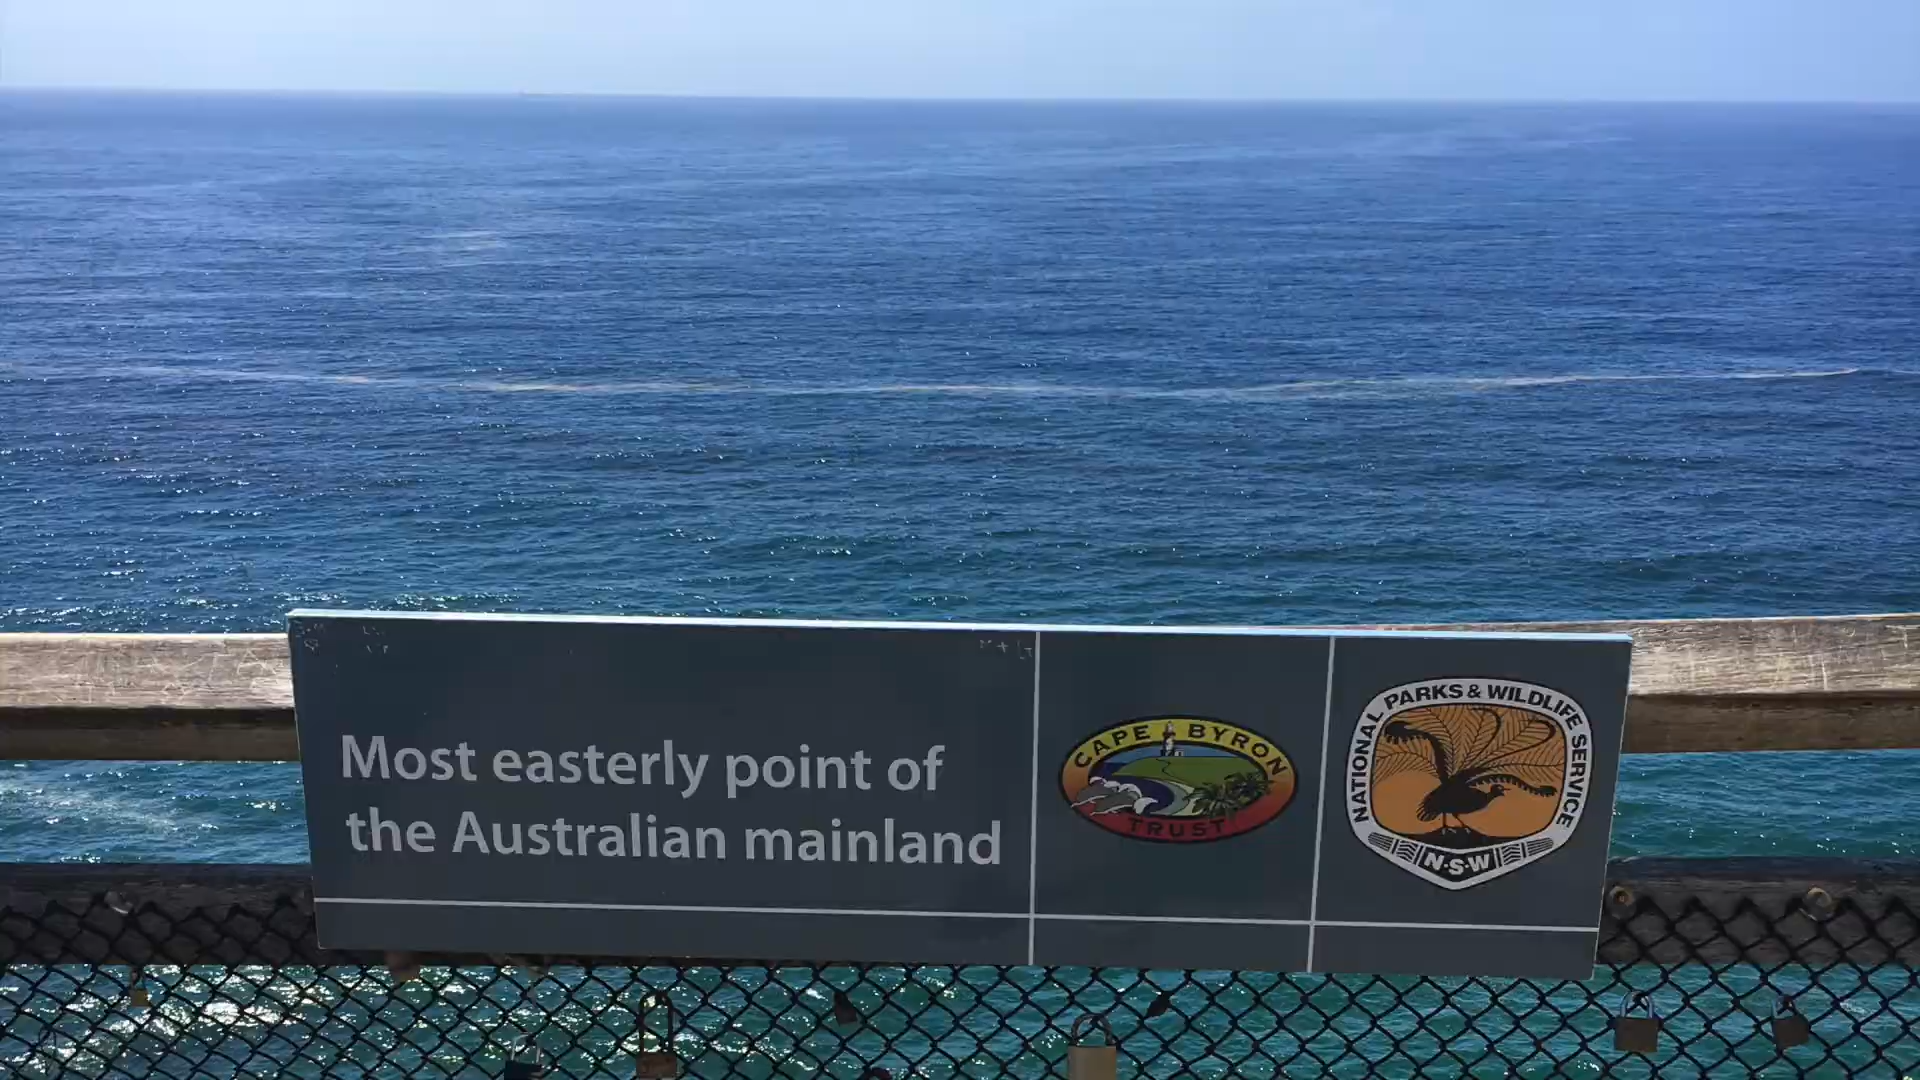 Most easterly point of
the Australian mainland
CAPE BYRON
TRUST
NATIONAL PARKS & WILDLIFE SERVICE
N·S·W